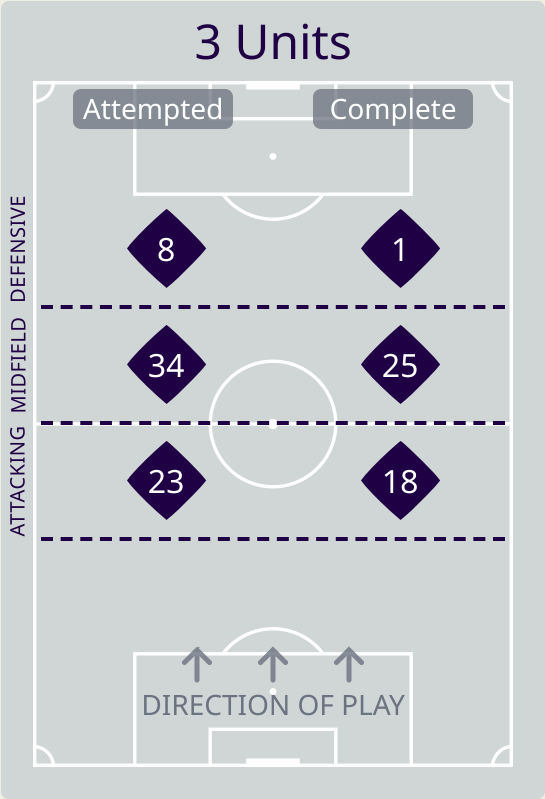 3 Units
Attempted Complete
DEFENSIVE
8 1
MIDFIELD
34 25
ATTACKING
23 18
DIRECTION OF PLAY